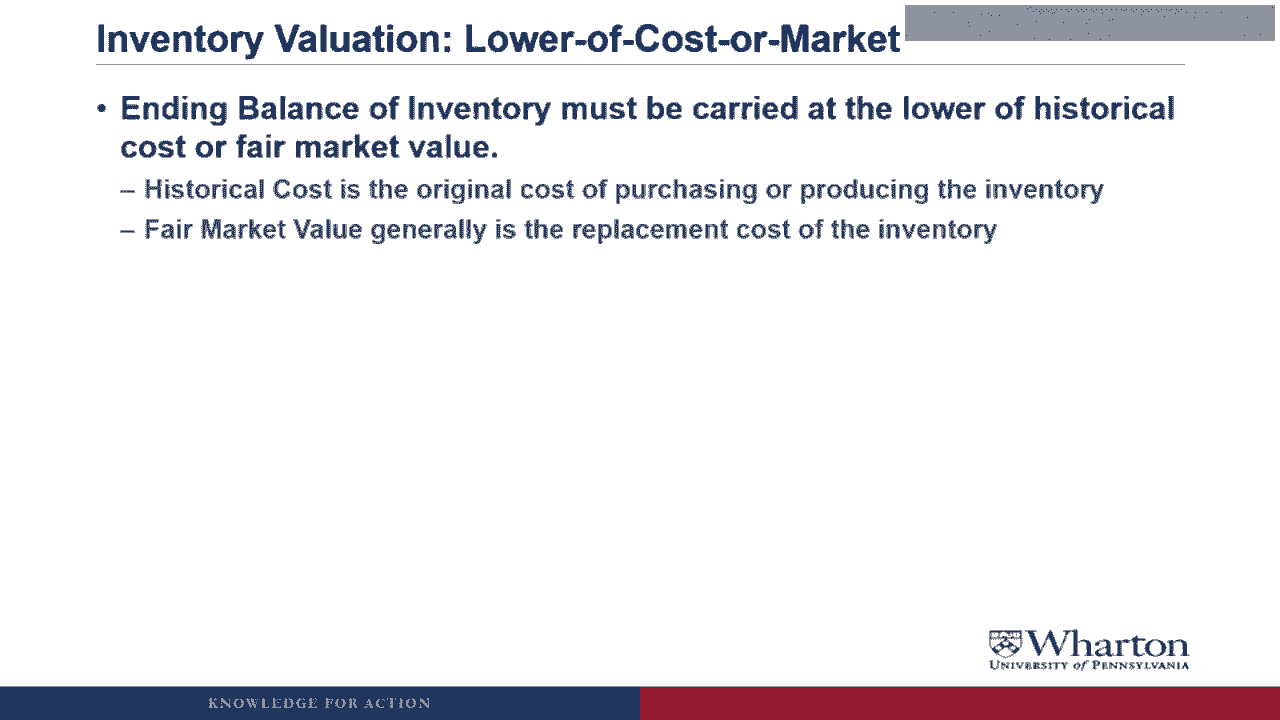 Inventory Valuation: Lower-of-Cost-or-Market
• Ending Balance of Inventory must be carried at the lower of historical
cost or fair market value.
– Historical Cost is the original cost of purchasing or producing the inventory
– Fair Market Value generally is the replacement cost of the inventory
Wharton
UNIVERSITY of PENNSYLVANIA
KNOWLEDGE FOR ACTION